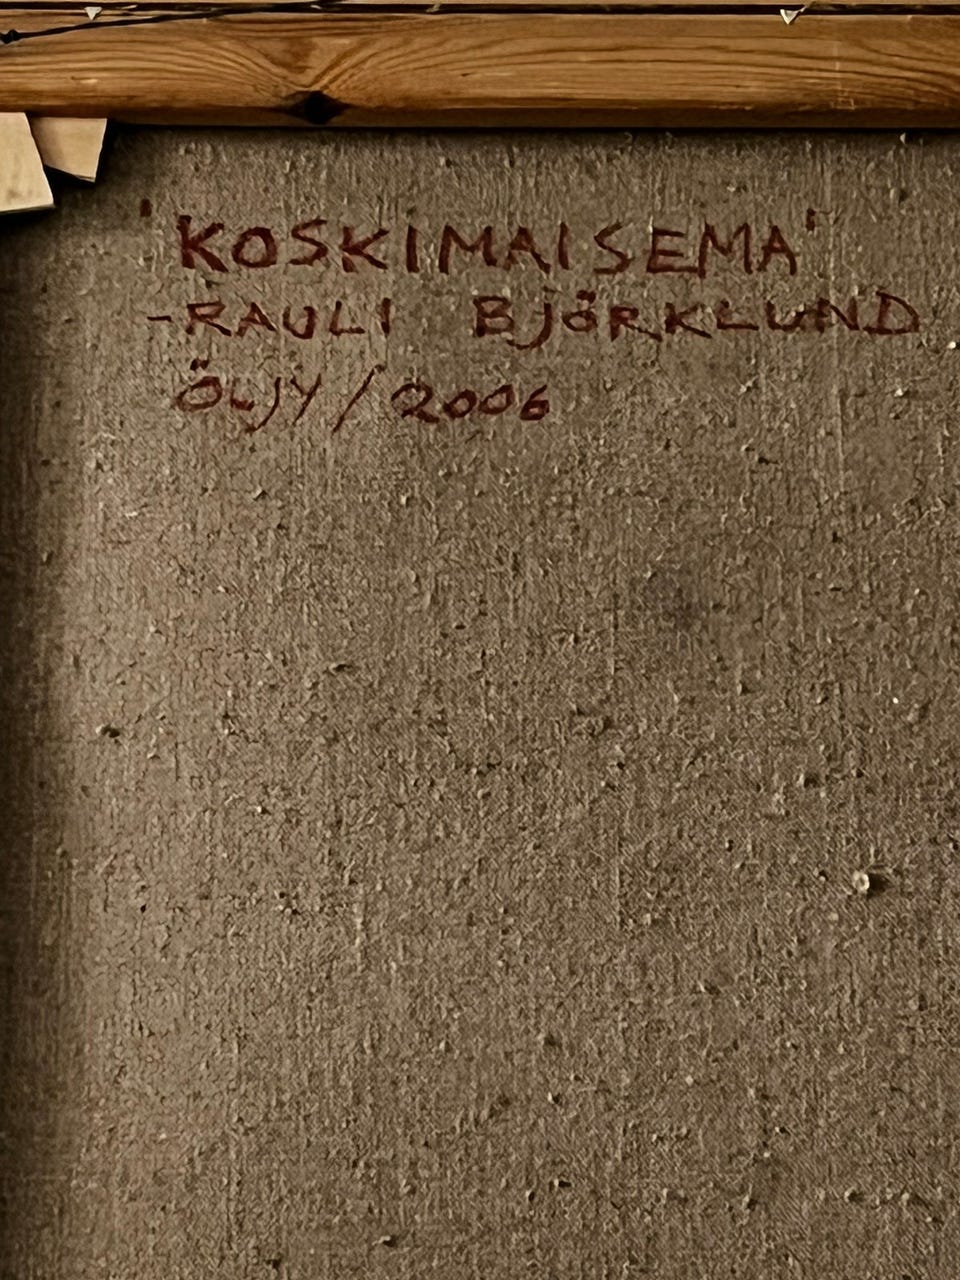 'KOSKIMAISEMA'
-RAULI BJÖRKLUND
ÖLJY / 2006